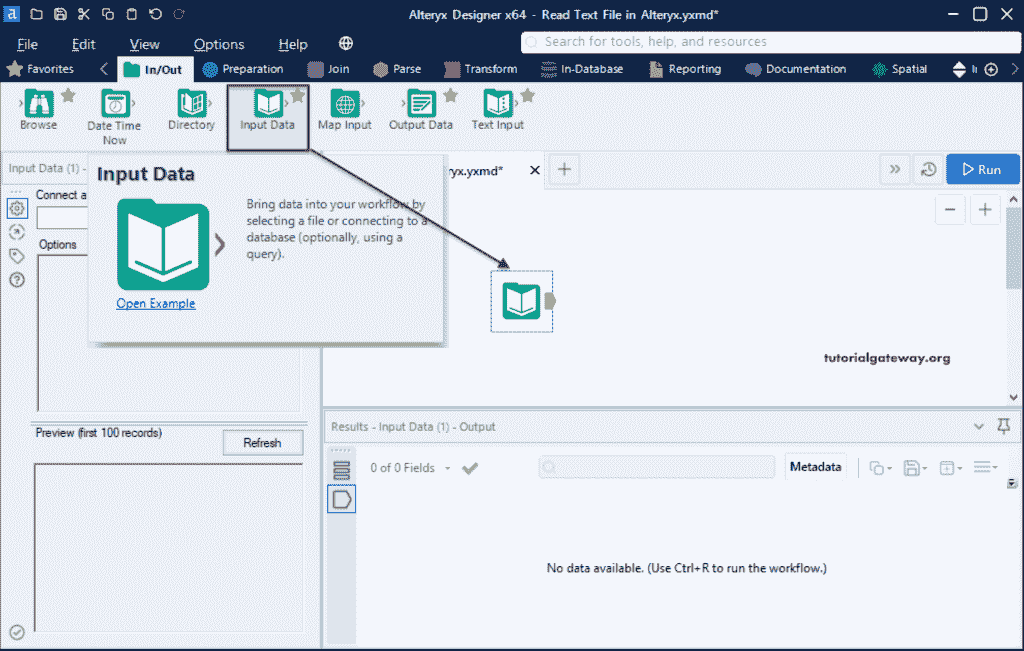 a
Alteryx Designer x64 - Read Text File in Alteryx.yxmd*
File Edit View Options Help
Search for tools, help, and resources
Favorites In/Out Preparation Join Parse Transform In-Database Reporting Documentation Spatial
Browse
Date Time
Now
Directory
Input Data
Map Input
Output Data
Text Input
Input Data (1) -
ryx.yxmd*
Run
Input Data
Bring data into your workflow by
selecting a file or connecting to a
database (optionally, using a
query).
Open Example
Connect a
Options
tutorialgateway.org
Preview (first 100 records)
Refresh
Results - Input Data (1) - Output
0 of 0 Fields
Metadata
No data available. (Use Ctrl+R to run the workflow.)